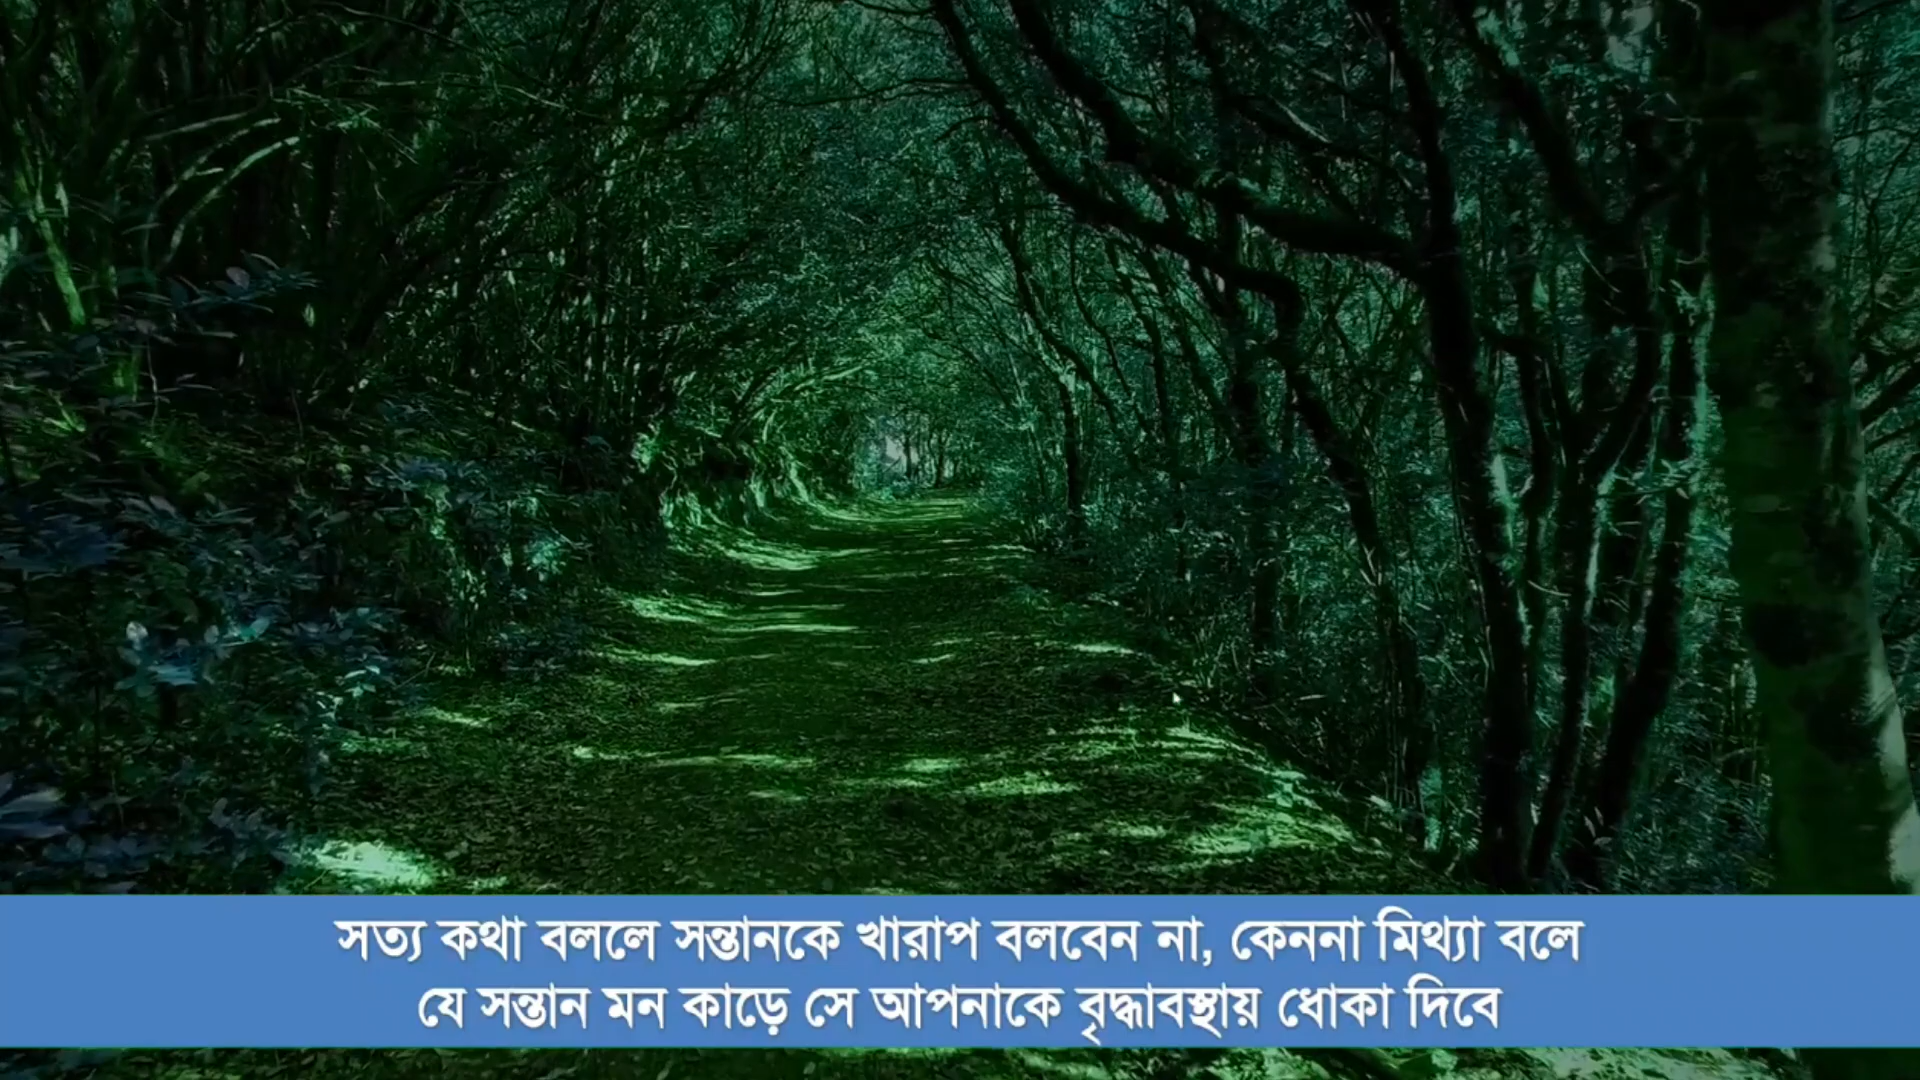 সত্য কথা বললে সন্তানকে খারাপ বলবেন না, কেননা মিথ্যা বলে
যে সন্তান মন কাড়ে সে আপনাকে বৃদ্ধাবস্থায় ধোকা দিবে